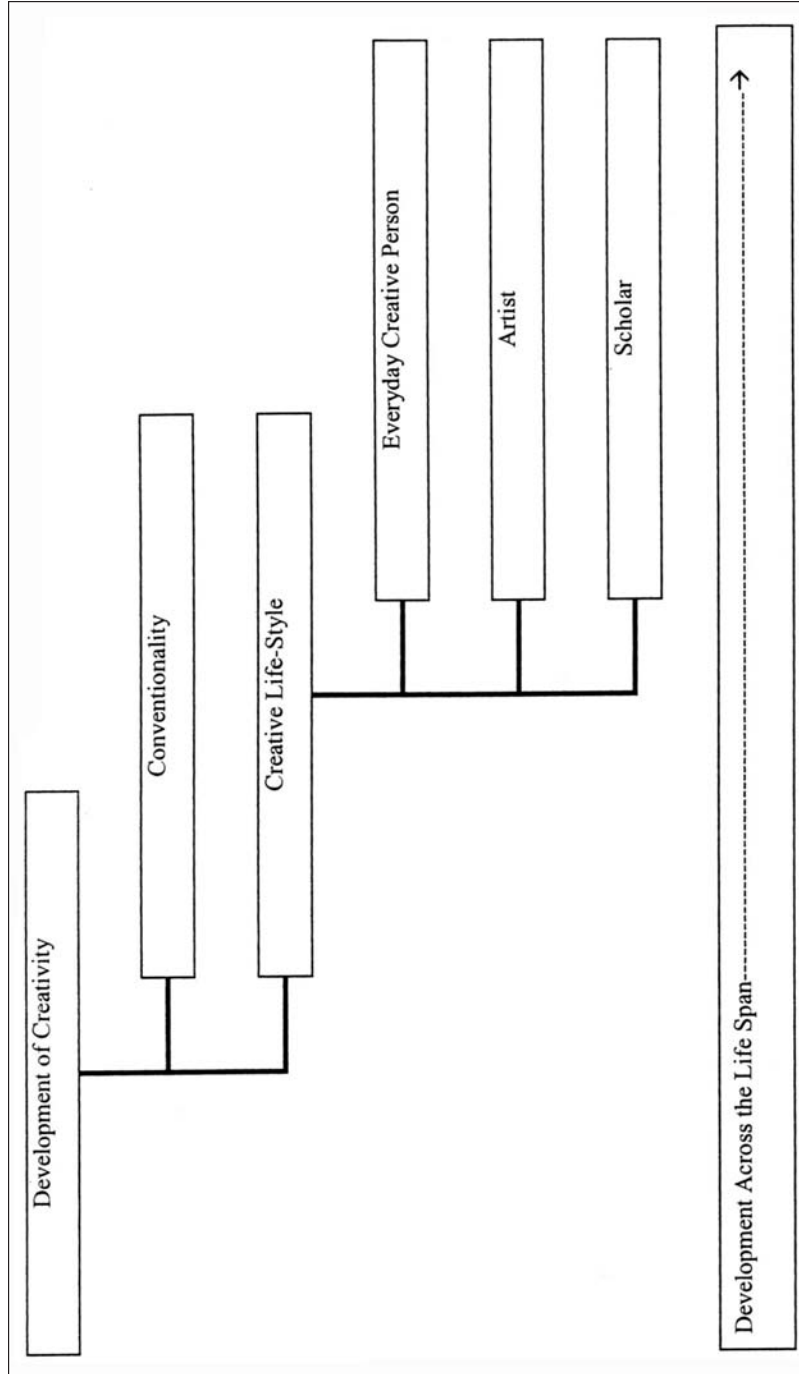 Development of Creativity
Conventionality
Creative Life-Style
Everyday Creative Person
Artist
Scholar
Development Across the Life Span